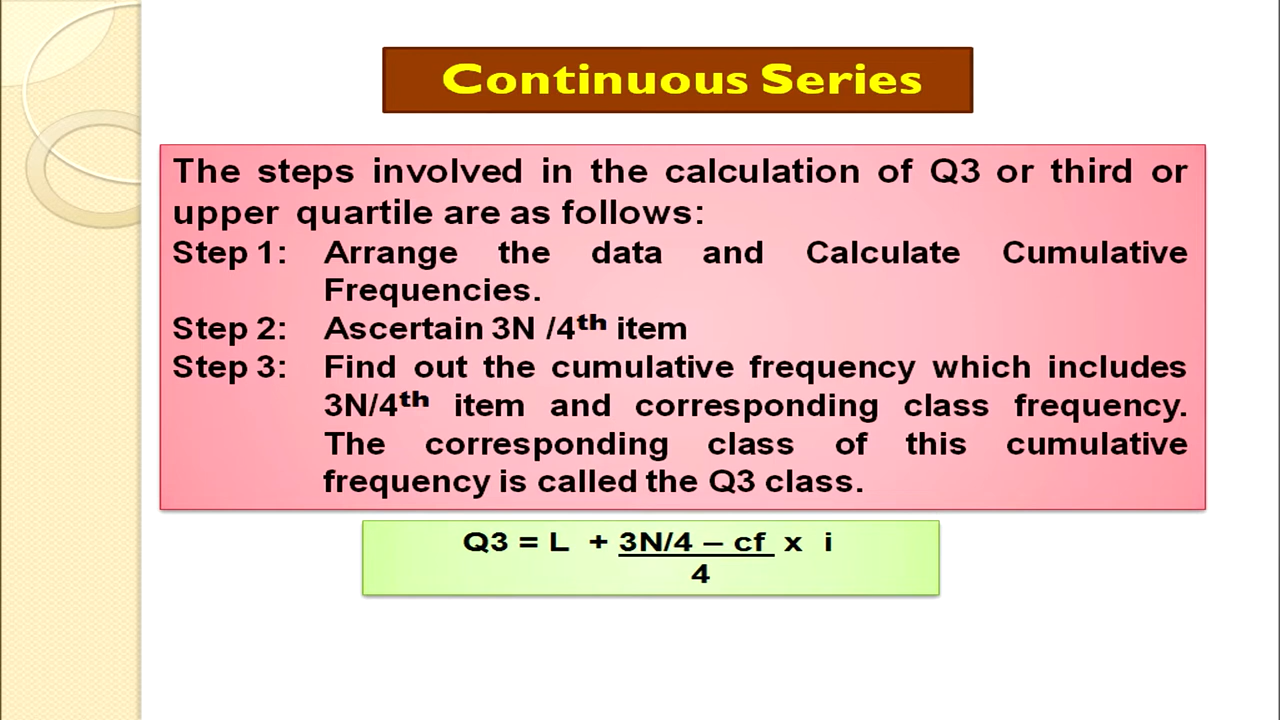 Continuous Series
The steps involved in the calculation of Q3 or third or
upper quartile are as follows:
Step 1: Arrange the data and Calculate Cumulative
Frequencies.
Step 2: Ascertain 3N /4th item
Step 3: Find out the cumulative frequency which includes
3N/4th item and corresponding class frequency.
The corresponding class of this cumulative
frequency is called the Q3 class.
Q3 = L + 3N/4 – cf x i
4